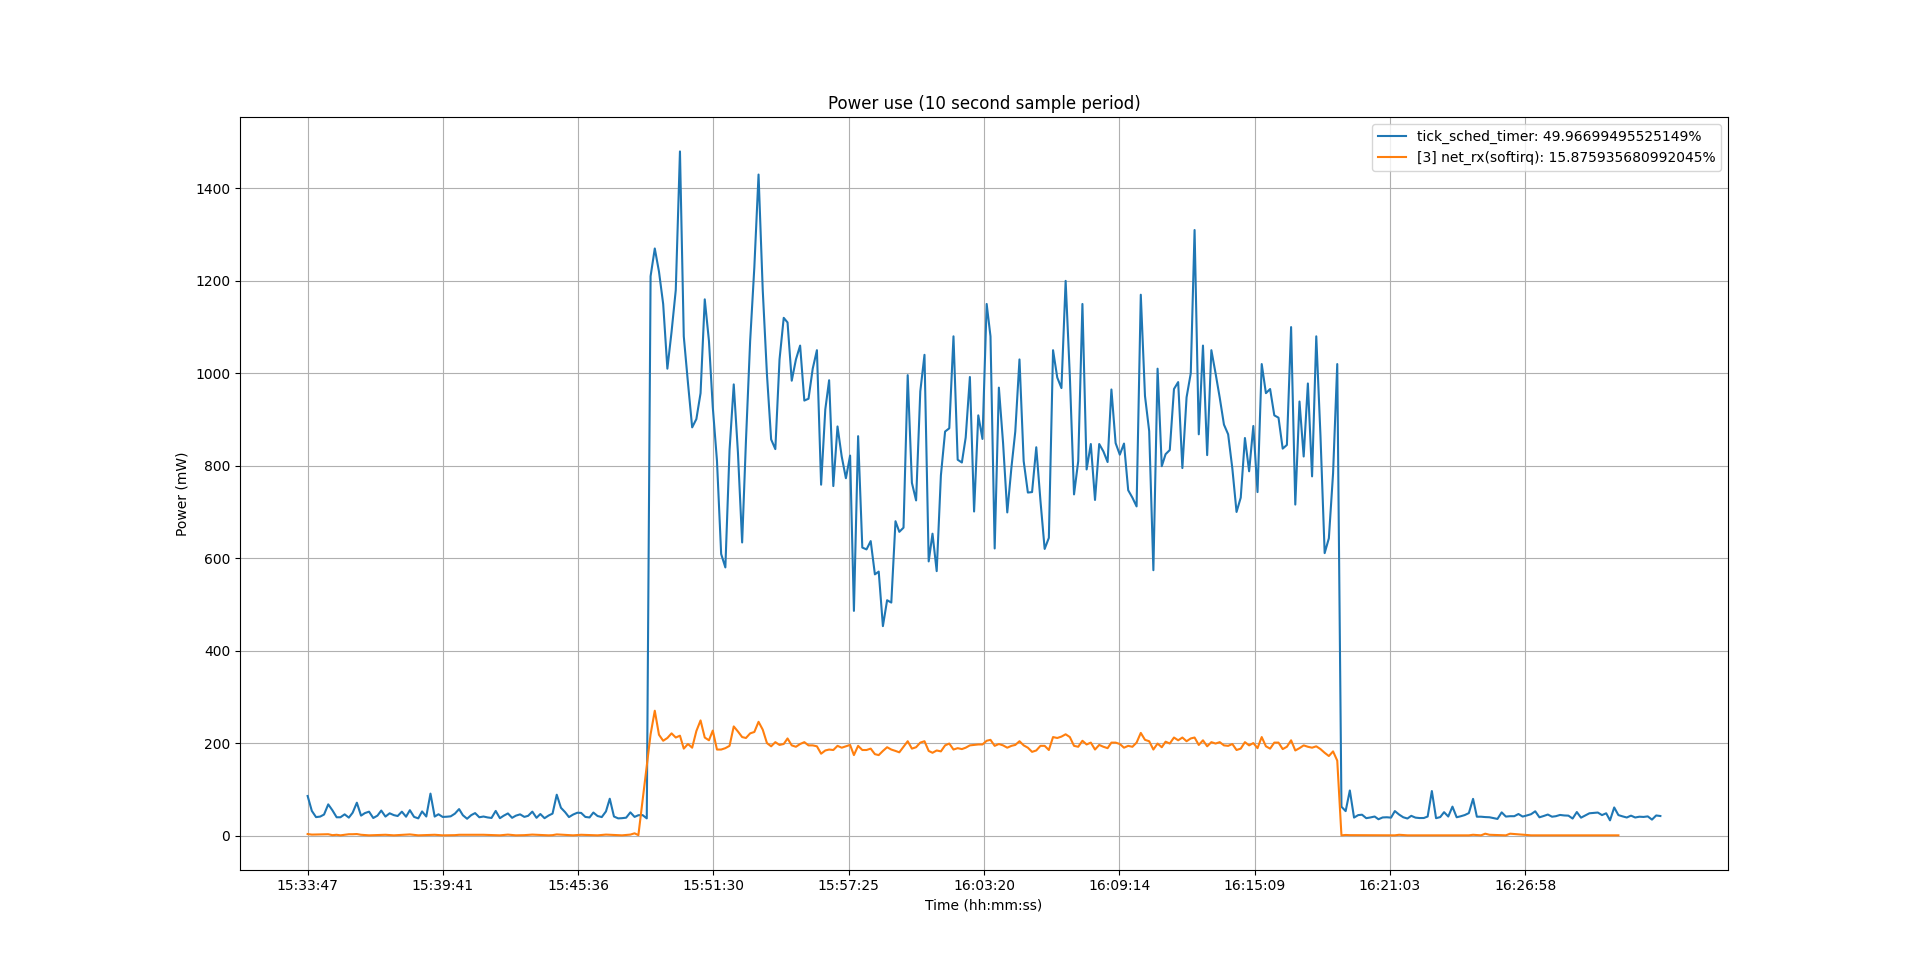 Power use (10 second sample period)
tick_sched_timer: 49.96699495525149%
[3] net_rx(softirq): 15.875935680992045%
1400
1200
1000
800
600
400
200
0
Power (mW)
15:33:47 15:39:41 15:45:36 15:51:30 15:57:25 16:03:20 16:09:14 16:15:09 16:21:03 16:26:58
Time (hh:mm:ss)